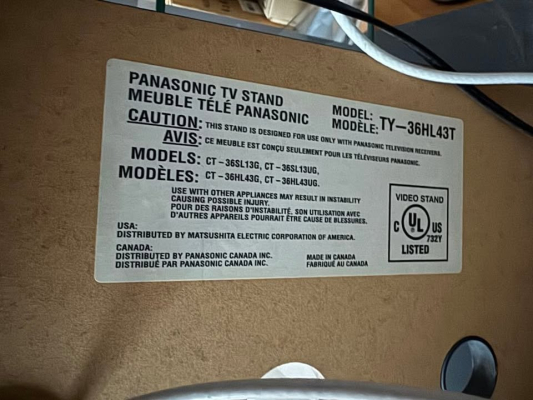 PANASONIC TV STAND
MEUBLE TÉLÉ PANASONIC
MODEL:
MODÈLE: TY-36HL43T
CAUTION: THIS STAND IS DESIGNED FOR USE ONLY WITH PANASONIC TELEVISION RECEIVERS.
AVIS: CE MEUBLE EST CONÇU SEULEMENT POUR LES TÉLÉVISEURS PANASONIC.
MODELS: CT-36SL13G, CT-36SL13UG,
MODÈLES: CT-36HL43G, CT-36HL43UG.
USE WITH OTHER APPLIANCES MAY RESULT IN INSTABILITY
CAUSING POSSIBLE INJURY.
POUR DES RAISONS D'INSTABILITÉ, SON UTILISATION AVEC
D'AUTRES APPAREILS POURRAIT ÊTRE CAUSE DE BLESSURES.
USA:
DISTRIBUTED BY MATSUSHITA ELECTRIC CORPORATION OF AMERICA.
CANADA:
DISTRIBUTED BY PANASONIC CANADA INC.
DISTRIBUÉ PAR PANASONIC CANADA INC.
MADE IN CANADA
FABRIQUÉ AU CANADA
VIDEO STAND
C UL US
732Y
LISTED